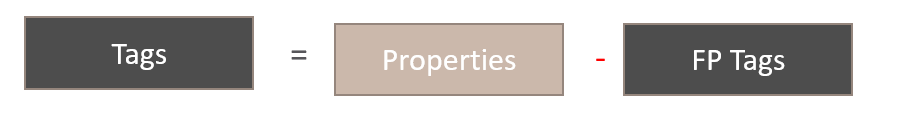 Tags = Properties - FP Tags